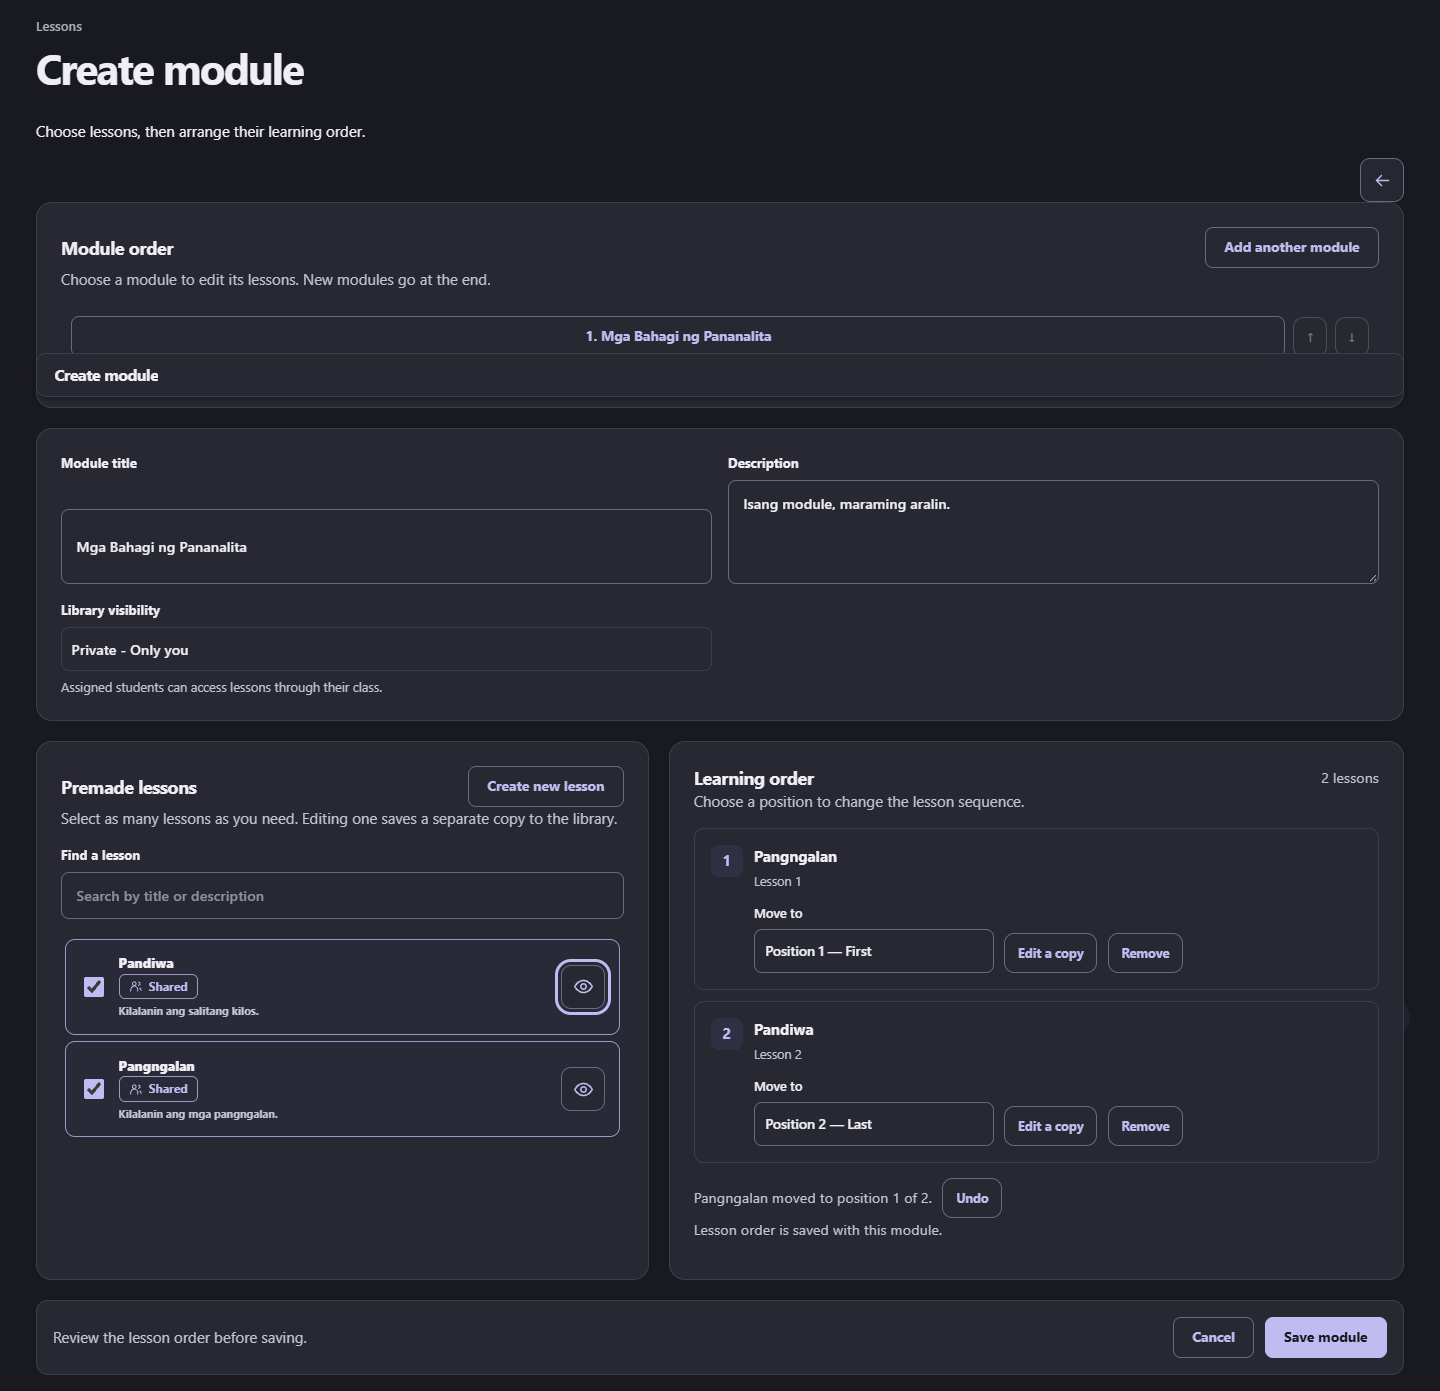 Lessons
Create module
Choose lessons, then arrange their learning order.
Module order
Add another module
Choose a module to edit its lessons. New modules go at the end.
1. Mga Bahagi ng Pananalita
↑
↓
Create module
Module title
Mga Bahagi ng Pananalita
Description
Isang module, maraming aralin.
Library visibility
Private - Only you
Assigned students can access lessons through their class.
Premade lessons
Create new lesson
Select as many lessons as you need. Editing one saves a separate copy to the library.
Find a lesson
Search by title or description
Pandiwa
Shared
Kilalanin ang salitang kilos.
Pangngalan
Shared
Kilalanin ang mga pangngalan.
Learning order
2 lessons
Choose a position to change the lesson sequence.
1
Pangngalan
Lesson 1
Move to
Position 1 — First
Edit a copy
Remove
2
Pandiwa
Lesson 2
Move to
Position 2 — Last
Edit a copy
Remove
Pangngalan moved to position 1 of 2.
Undo
Lesson order is saved with this module.
Review the lesson order before saving.
Cancel
Save module